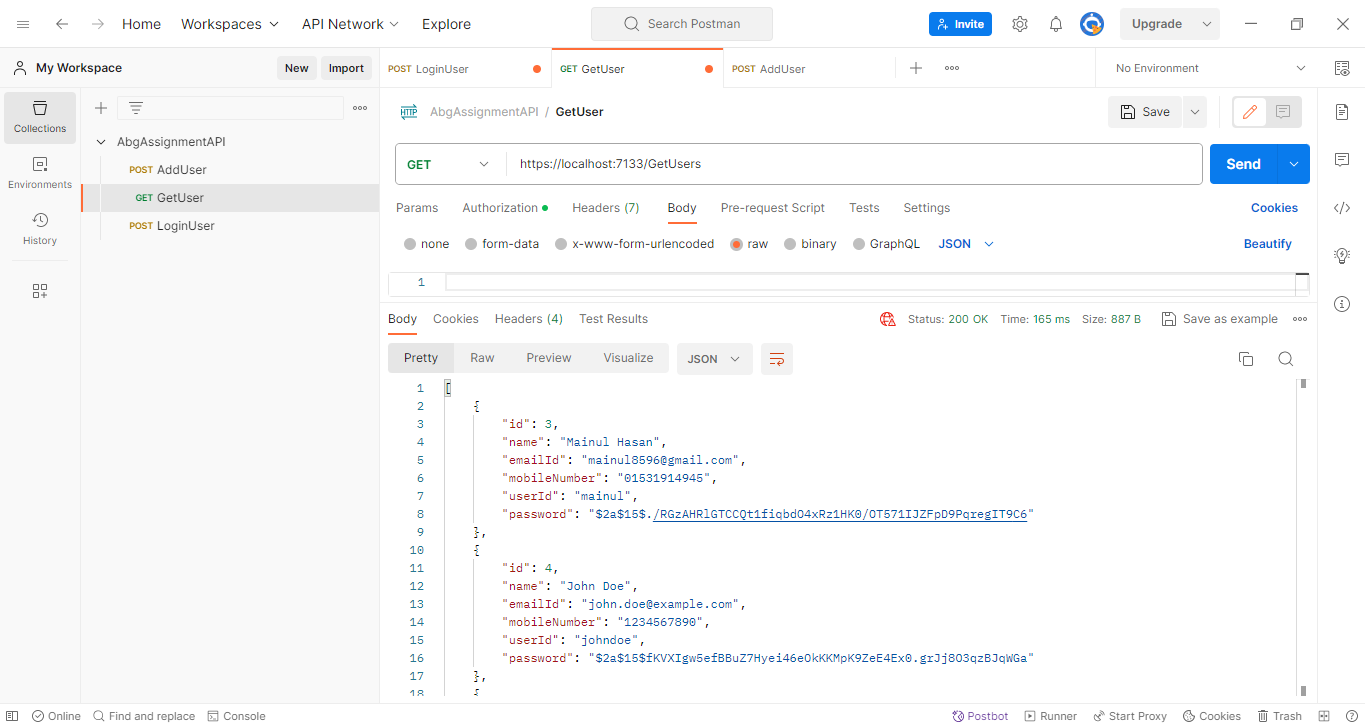 Home Workspaces API Network Explore Search Postman Invite Upgrade
My Workspace New Import POST LoginUser GET GetUser POST AddUser No Environment
Collections
Environments
History
AbgAssignmentAPI
POST AddUser
GET GetUser
POST LoginUser
HTTP AbgAssignmentAPI / GetUser Save
GET https://localhost:7133/GetUsers Send
Params Authorization Headers (7) Body Pre-request Script Tests Settings Cookies
none form-data x-www-form-urlencoded raw binary GraphQL JSON Beautify
1
Body Cookies Headers (4) Test Results Status: 200 OK Time: 165 ms Size: 887 B Save as example
Pretty Raw Preview Visualize JSON
1 [
2 {
3 "id": 3,
4 "name": "Mainul Hasan",
5 "emailId": "mainul8596@gmail.com",
6 "mobileNumber": "01531914945",
7 "userId": "mainul",
8 "password": "$2a$15$./RGzAHRlGTCCQt1fiqbdO4xRz1HK0/OT571IJZFpD9PqregIT9C6"
9 },
10 {
11 "id": 4,
12 "name": "John Doe",
13 "emailId": "john.doe@example.com",
14 "mobileNumber": "1234567890",
15 "userId": "johndoe",
16 "password": "$2a$15$fKVXIgw5efBBuZ7Hyei46eOkKKMpK9ZeE4Ex0.grJj8O3qzBJqWGa"
17 },
18 {
Online Find and replace Console Postbot Runner Start Proxy Cookies Trash